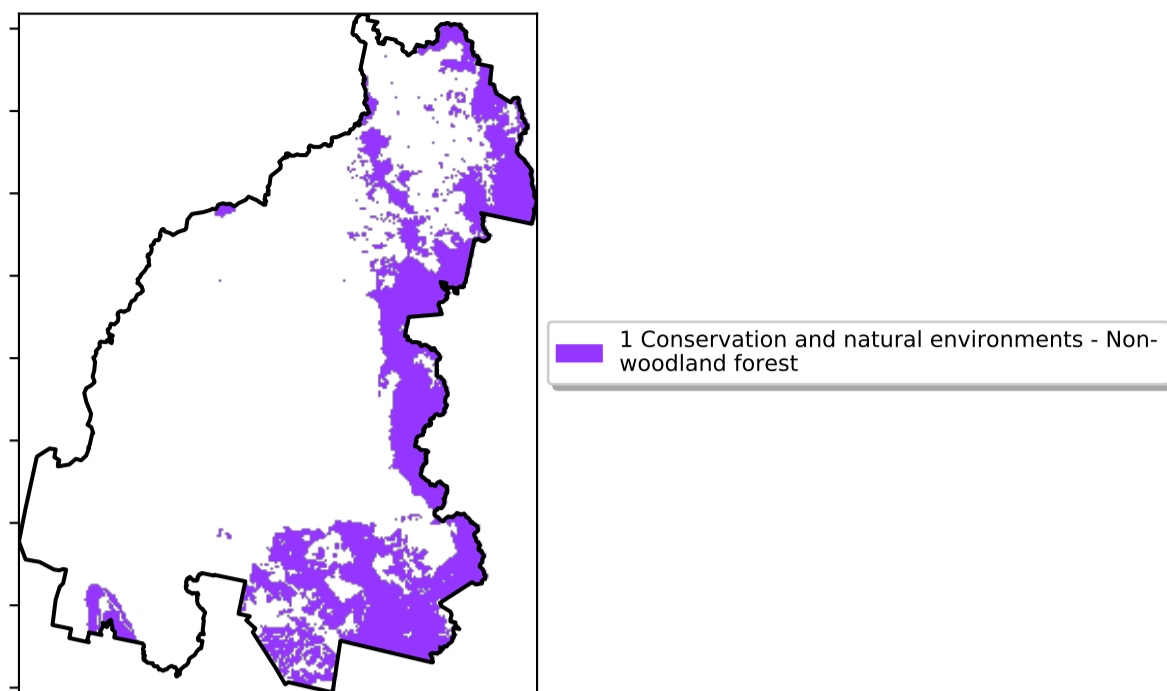 1 Conservation and natural environments - Non-
woodland forest